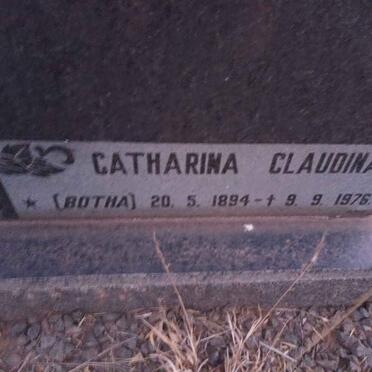 CATHARINA CLAUDINA
* (BOTHA) 20. 5. 1894 - † 9. 9. 1976